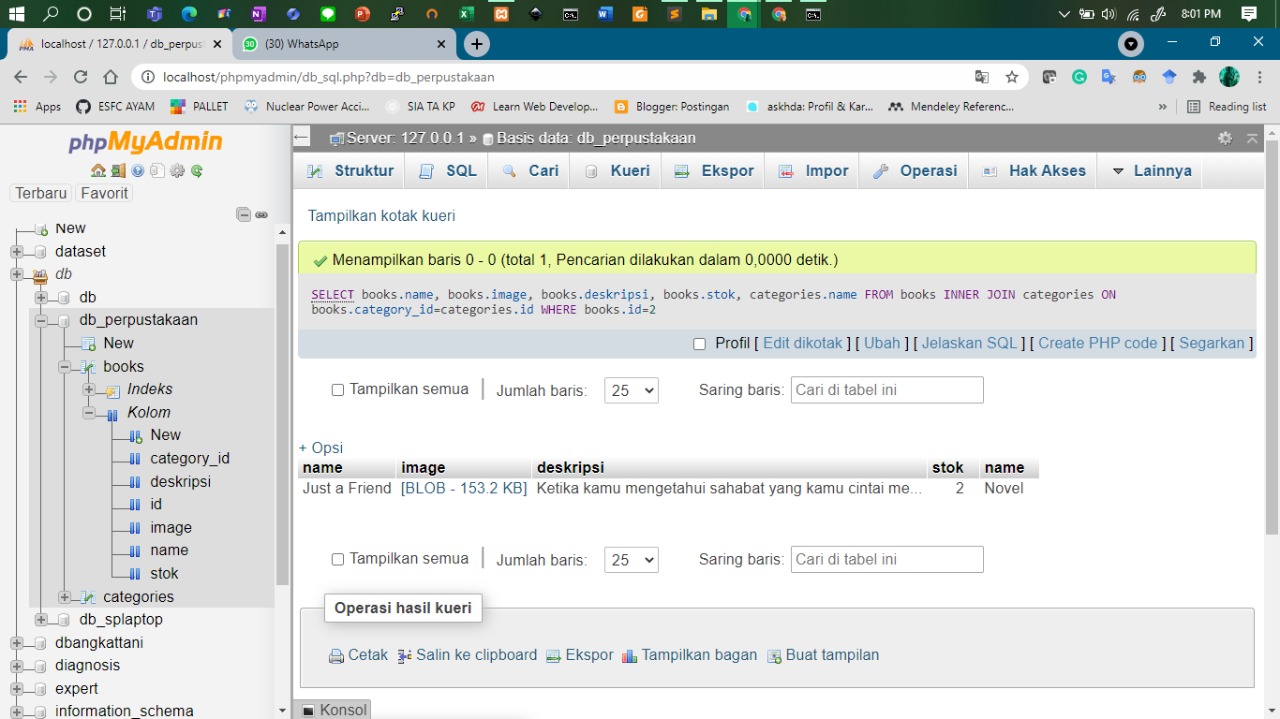 8:01 PM
localhost / 127.0.0.1 / db_perpust
(30) WhatsApp
localhost/phpmyadmin/db_sql.php?db=db_perpustakaan
Apps ESFC AYAM PALLET Nuclear Power Acci... SIA TA KP Learn Web Develop... Blogger: Postingan askhda: Profil & Kar... Mendeley Referenc... » Reading list
phpMyAdmin
Terbaru Favorit
New
dataset
db
db
db_perpustakaan
New
books
Indeks
Kolom
New
category_id
deskripsi
id
image
name
stok
categories
db_splaptop
dbangkattani
diagnosis
expert
information_schema
Server: 127.0.0.1 » Basis data: db_perpustakaan
Struktur SQL Cari Kueri Ekspor Impor Operasi Hak Akses Lainnya
Tampilkan kotak kueri
Menampilkan baris 0 - 0 (total 1, Pencarian dilakukan dalam 0,0000 detik.)
SELECT books.name, books.image, books.deskripsi, books.stok, categories.name FROM books INNER JOIN categories ON
books.category_id=categories.id WHERE books.id=2
Profil [ Edit dikotak ] [ Ubah ] [ Jelaskan SQL ] [ Create PHP code ] [ Segarkan ]
Tampilkan semua | Jumlah baris: 25 Saring baris: Cari di tabel ini
+ Opsi
name image deskripsi stok name
Just a Friend [BLOB - 153.2 KB] Ketika kamu mengetahui sahabat yang kamu cintai me... 2 Novel
Tampilkan semua | Jumlah baris: 25 Saring baris: Cari di tabel ini
Operasi hasil kueri
Cetak Salin ke clipboard Ekspor Tampilkan bagan Buat tampilan
Konsol